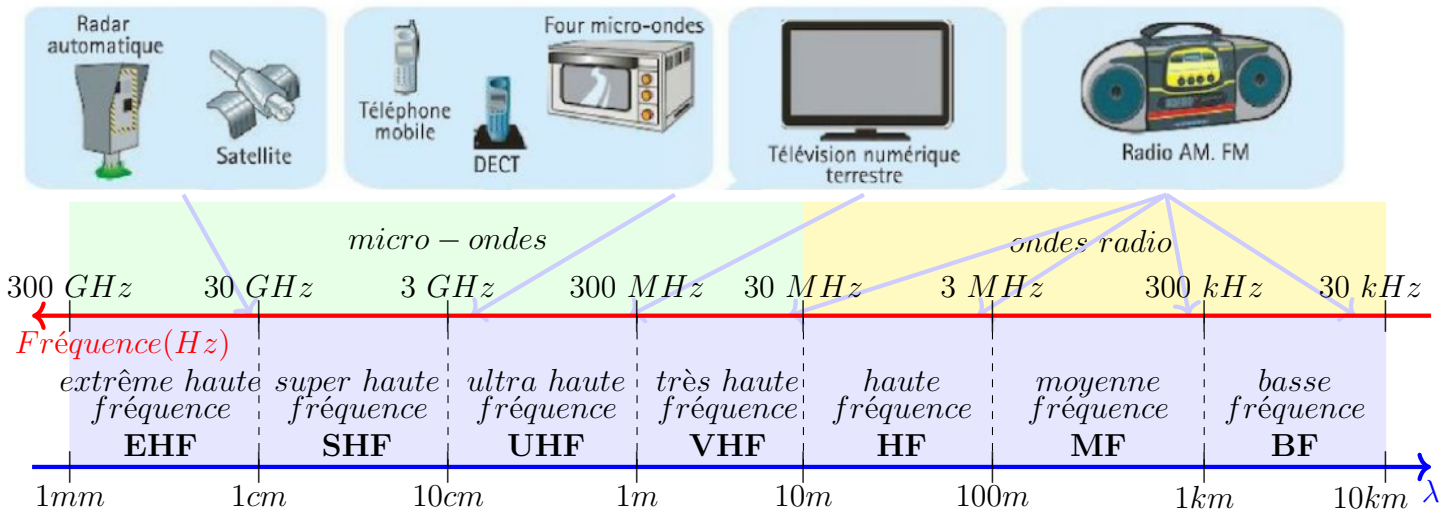 Radar
automatique
Satellite
Téléphone
mobile
DECT
Four micro-ondes
Télévision numérique
terrestre
Radio AM. FM
micro – ondes
ondes radio
300 GHz 30 GHz 3 GHz 300 MHz 30 MHz 3 MHz 300 kHz 30 kHz
Fréquence(Hz)
extrême haute
fréquence
EHF
super haute
fréquence
SHF
ultra haute
fréquence
UHF
très haute
fréquence
VHF
haute
fréquence
HF
moyenne
fréquence
MF
basse
fréquence
BF
1mm 1cm 10cm 1m 10m 100m 1km 10km λ